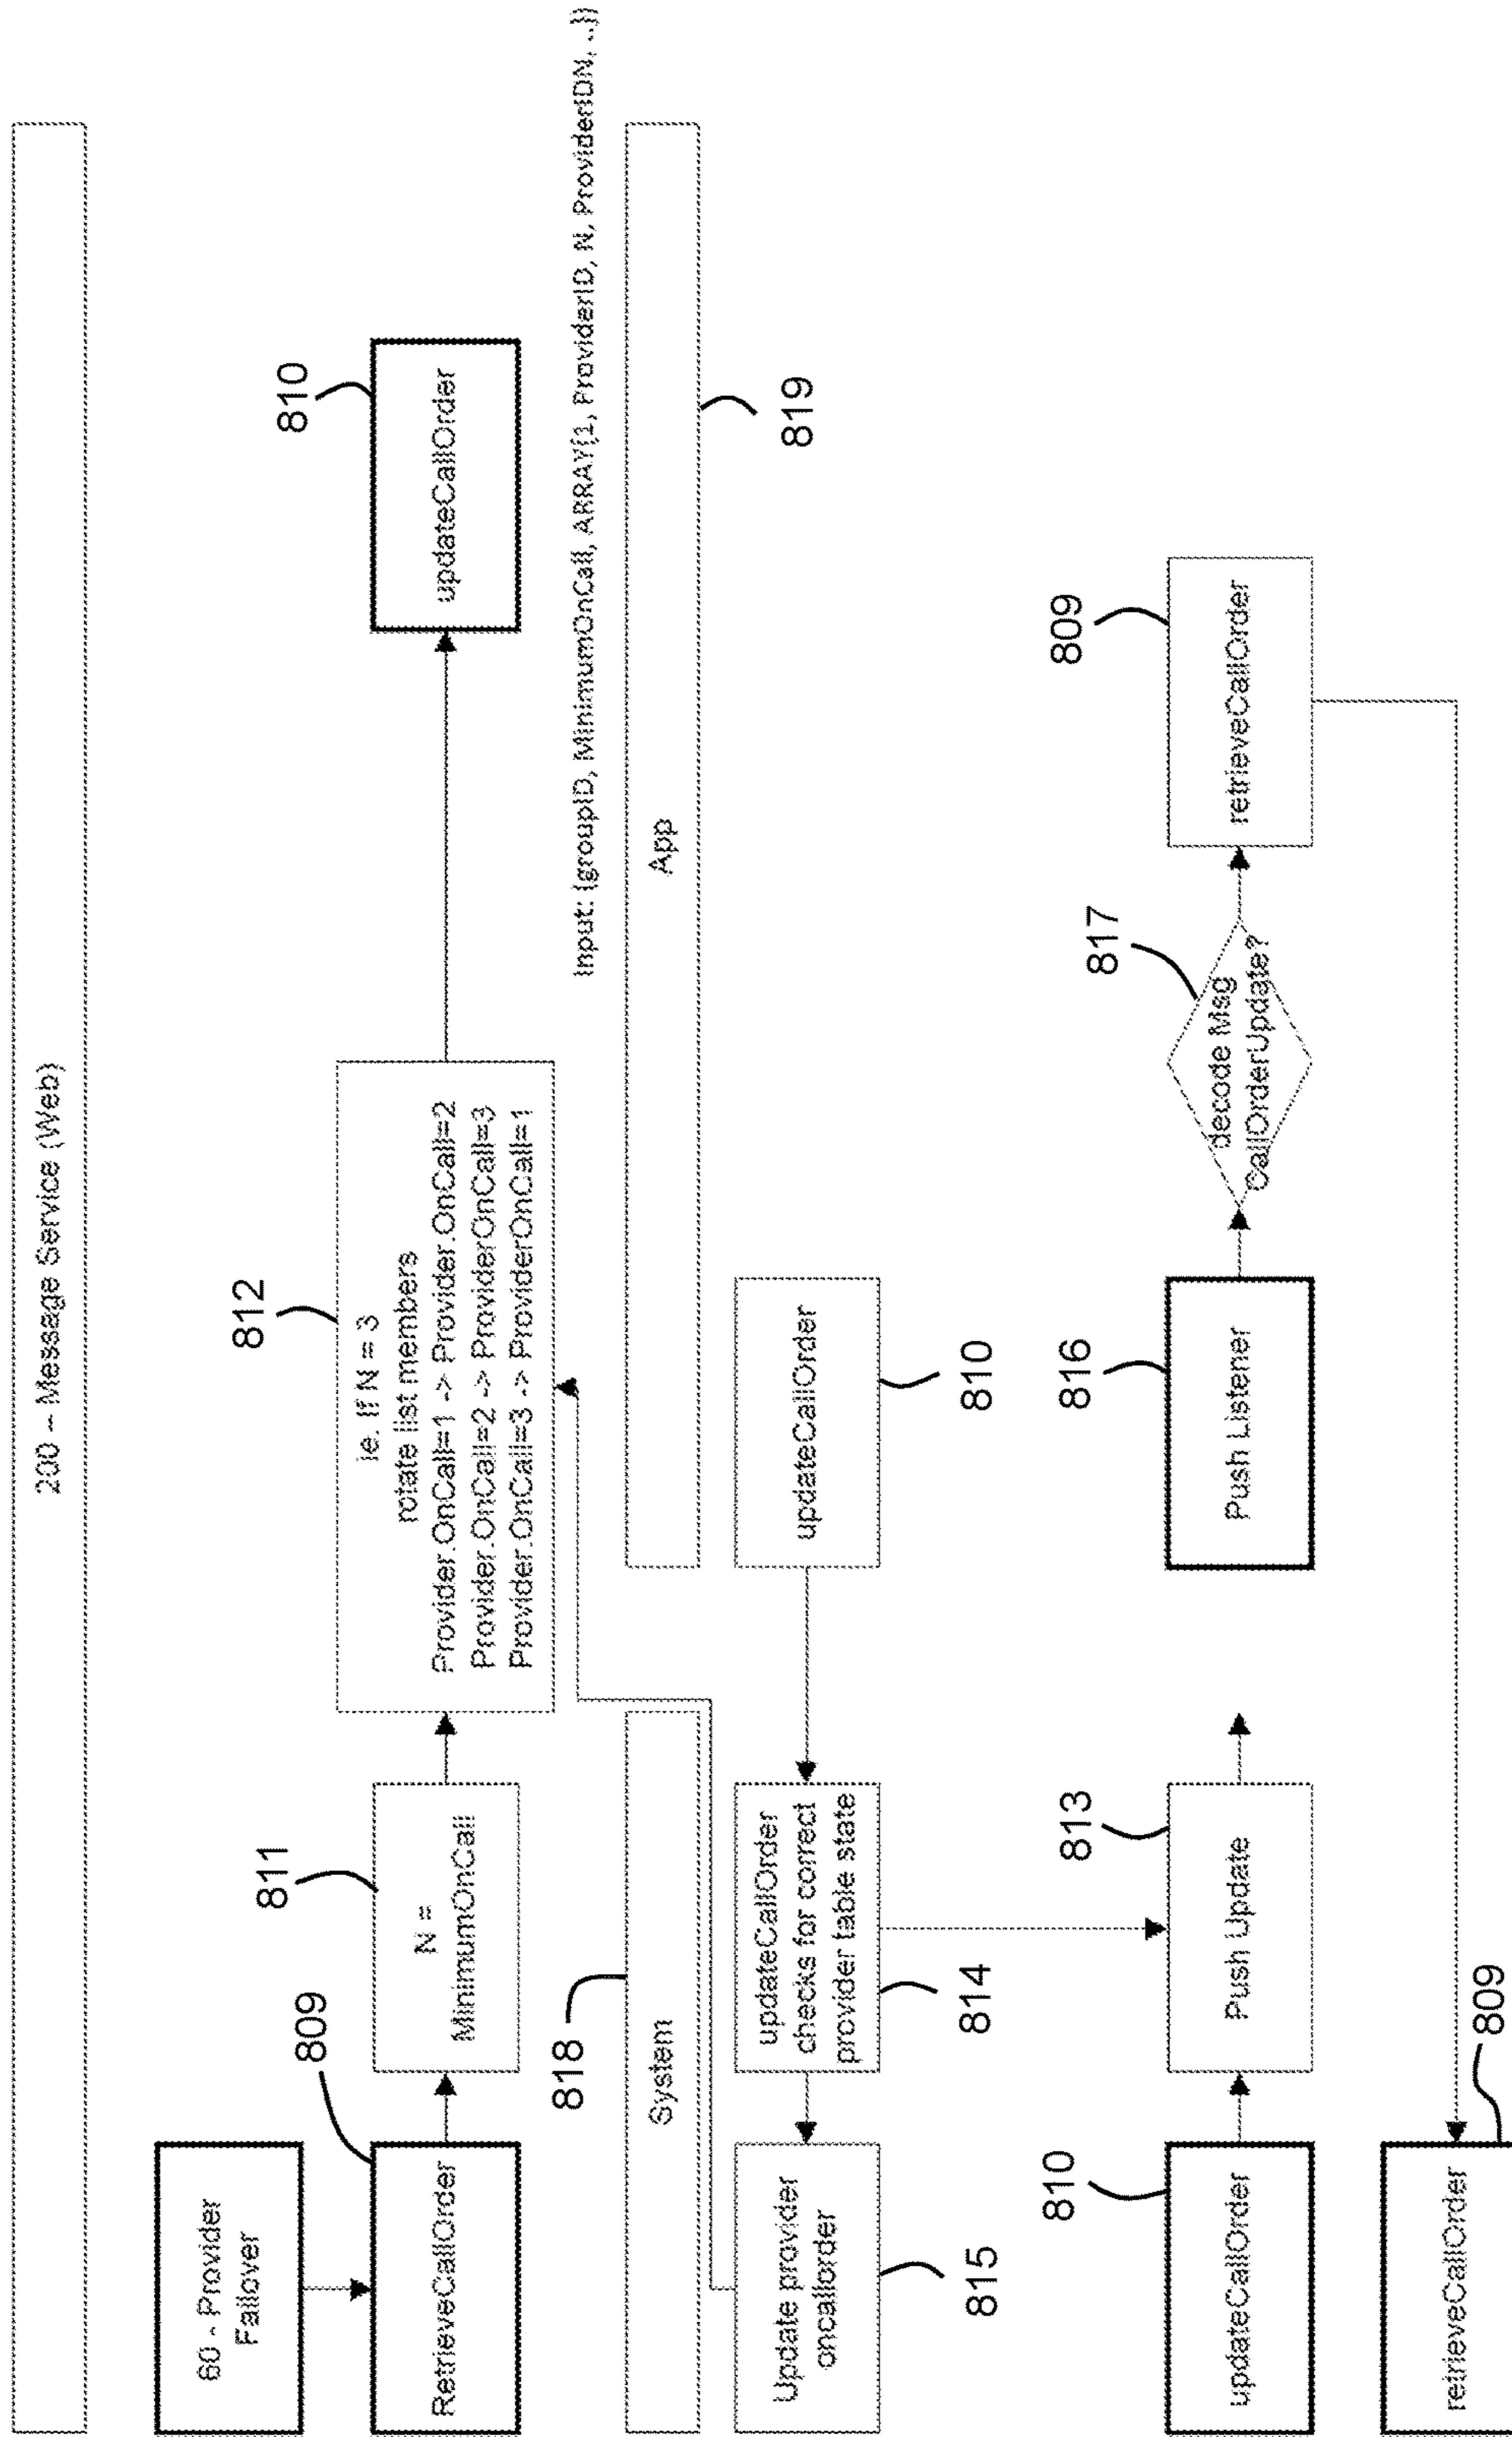 200 – Message Service (Web)
60 - Provider
Failover
809
RetrieveCallOrder
811
N =
MinimumOnCall
812
ie. If N = 3
rotate list members
Provider.OnCall=1 -> Provider.OnCall=2
Provider.OnCall=2 -> ProviderOnCall=3
Provider.OnCall=3 -> ProviderOnCall=1
810
updateCallOrder
Input: {groupID, MinimumOnCall, ARRAY{1, ProviderID, N, ProviderIDN, ..}}
818
System
App
819
Update provider
oncallorder
815
updateCallOrder
checks for correct
provider table state
814
updateCallOrder
810
810
updateCallOrder
813
Push Update
816
Push Listener
817
decode Msg
CallOrderUpdate?
809
retrieveCallOrder
809
retrieveCallOrder